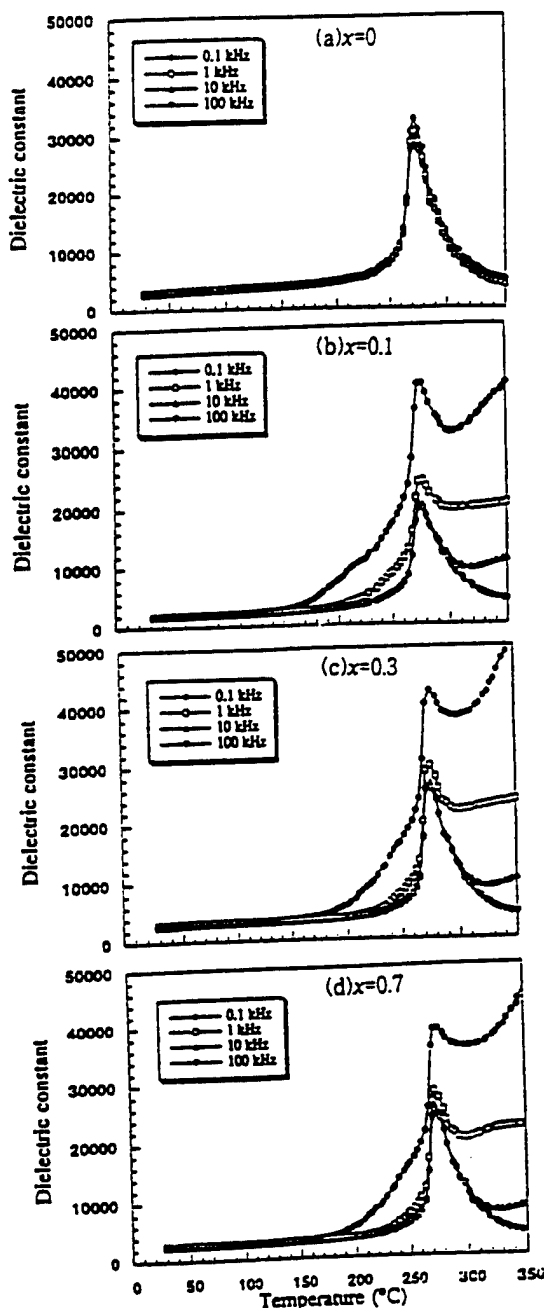 (a)x=0
0.1 kHz
1 kHz
10 kHz
100 kHz
50000
40000
30000
20000
10000
0
Dielectric constant
(b)x=0.1
0.1 kHz
1 kHz
10 kHz
100 kHz
50000
40000
30000
20000
10000
0
Dielectric constant
(c)x=0.3
0.1 kHz
1 kHz
10 kHz
100 kHz
50000
40000
30000
20000
10000
0
Dielectric constant
(d)x=0.7
0.1 kHz
1 kHz
10 kHz
100 kHz
50000
40000
30000
20000
10000
0
Dielectric constant
0 50 100 150 200 250 300 350
Temperature (°C)